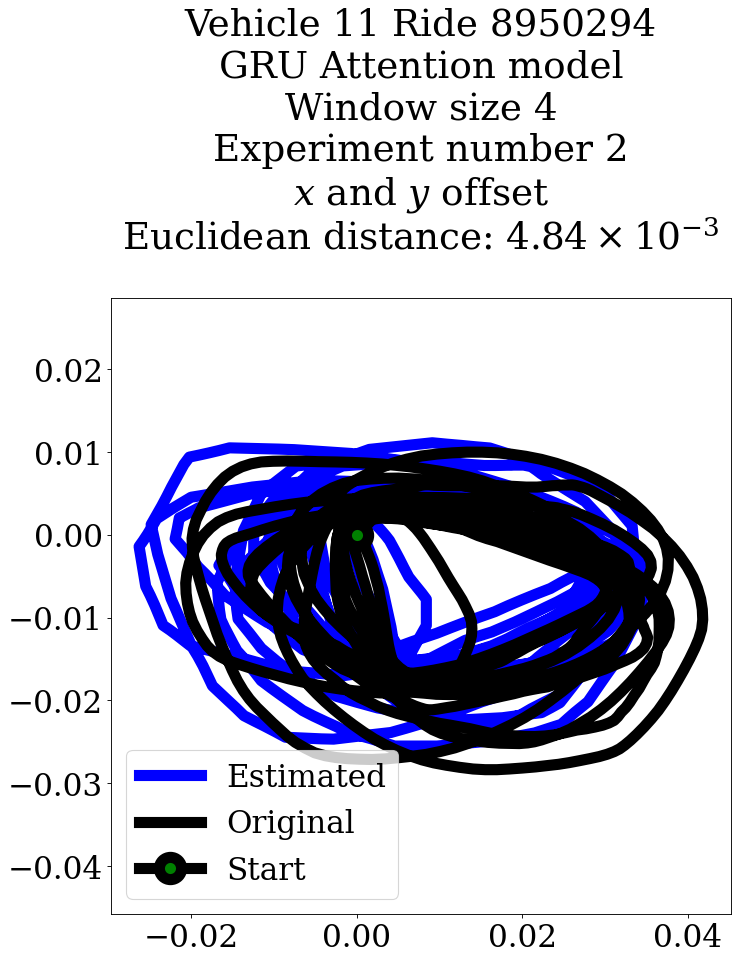 Vehicle 11 Ride 8950294
GRU Attention model
Window size 4
Experiment number 2
x and y offset
Euclidean distance: 4.84 × 10⁻³
0.02
0.01
0.00
−0.01
−0.02
−0.03
−0.04
Estimated
Original
Start
−0.02 0.00 0.02 0.04